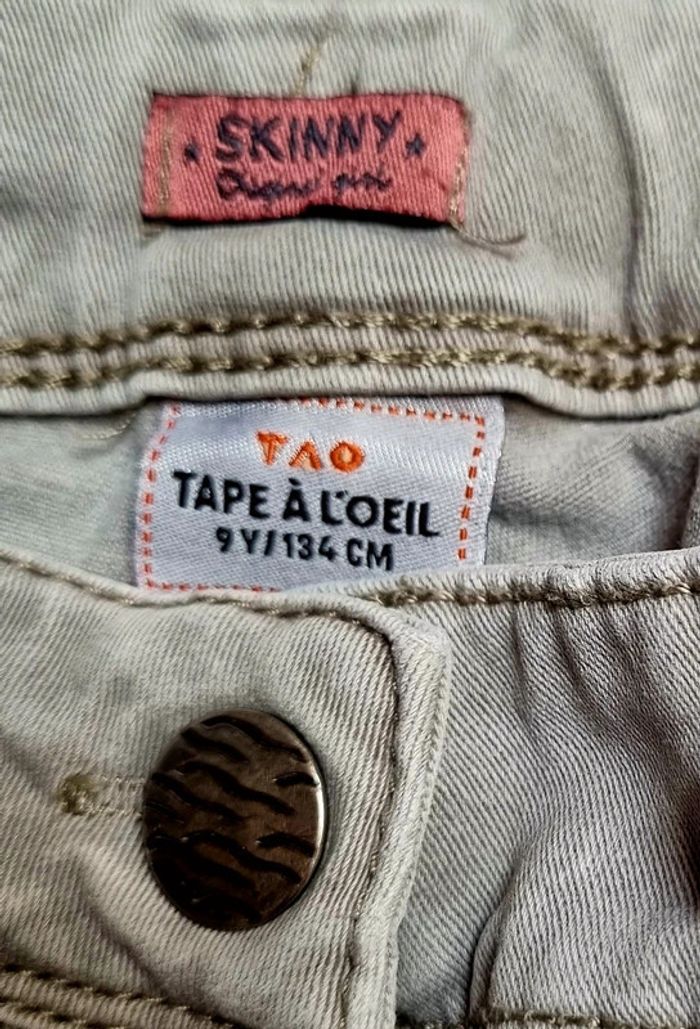 SKINNY
TAO
TAPE À L'OEIL
9 Y/134 CM